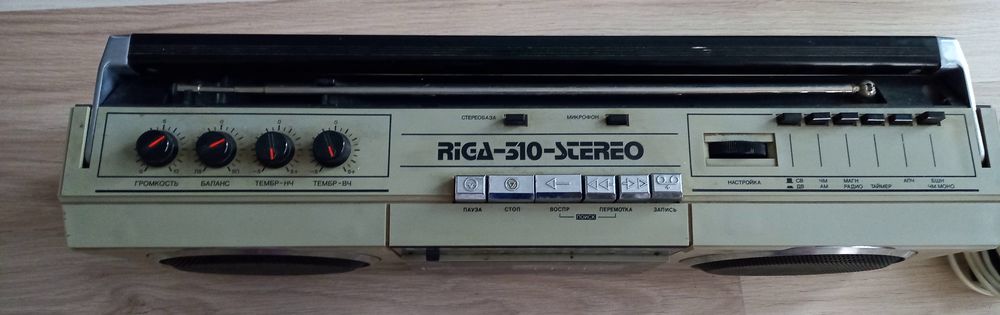 СТЕРЕОБАЗА МИКРОФОН
RIGA-310-STEREO
ГРОМКОСТЬ БАЛАНС ТЕМБР-НЧ ТЕМБР-ВЧ
ПАУЗА СТОП ВОСПР ПЕРЕМОТКА ЗАПИСЬ
ПОИСК
НАСТРОЙКА
СВ ЧМ МАГН АПЧ БШН
ДВ АМ РАДИО ТАЙМЕР ЧМ МОНО